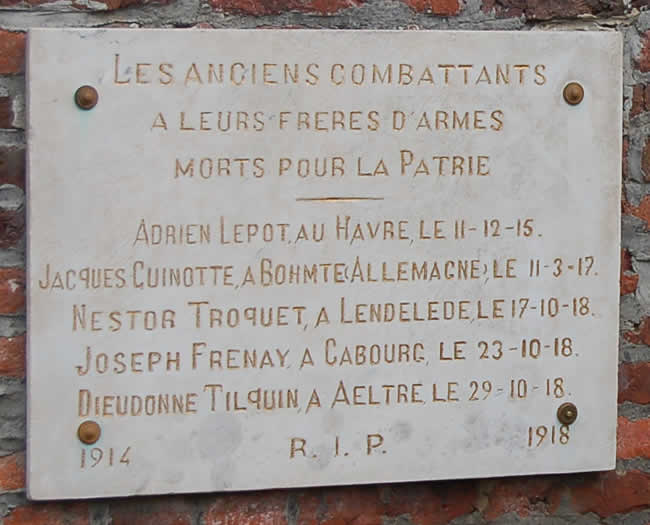 LES ANCIENS COMBATTANTS
A LEURS FRERES D'ARMES
MORTS POUR LA PATRIE
ADRIEN LEPOT, AU HAVRE, LE 11-12-15.
JACQUES GUINOTTE, A BOHMTE (ALLEMAGNE), LE 11-3-17.
NESTOR TROQUET, A LENDELEDE, LE 17-10-18.
JOSEPH FRENAY, A CABOURG, LE 23-10-18.
DIEUDONNE TILQUIN, A AELTRE, LE 29-10-18.
1914 R. I. P. 1918